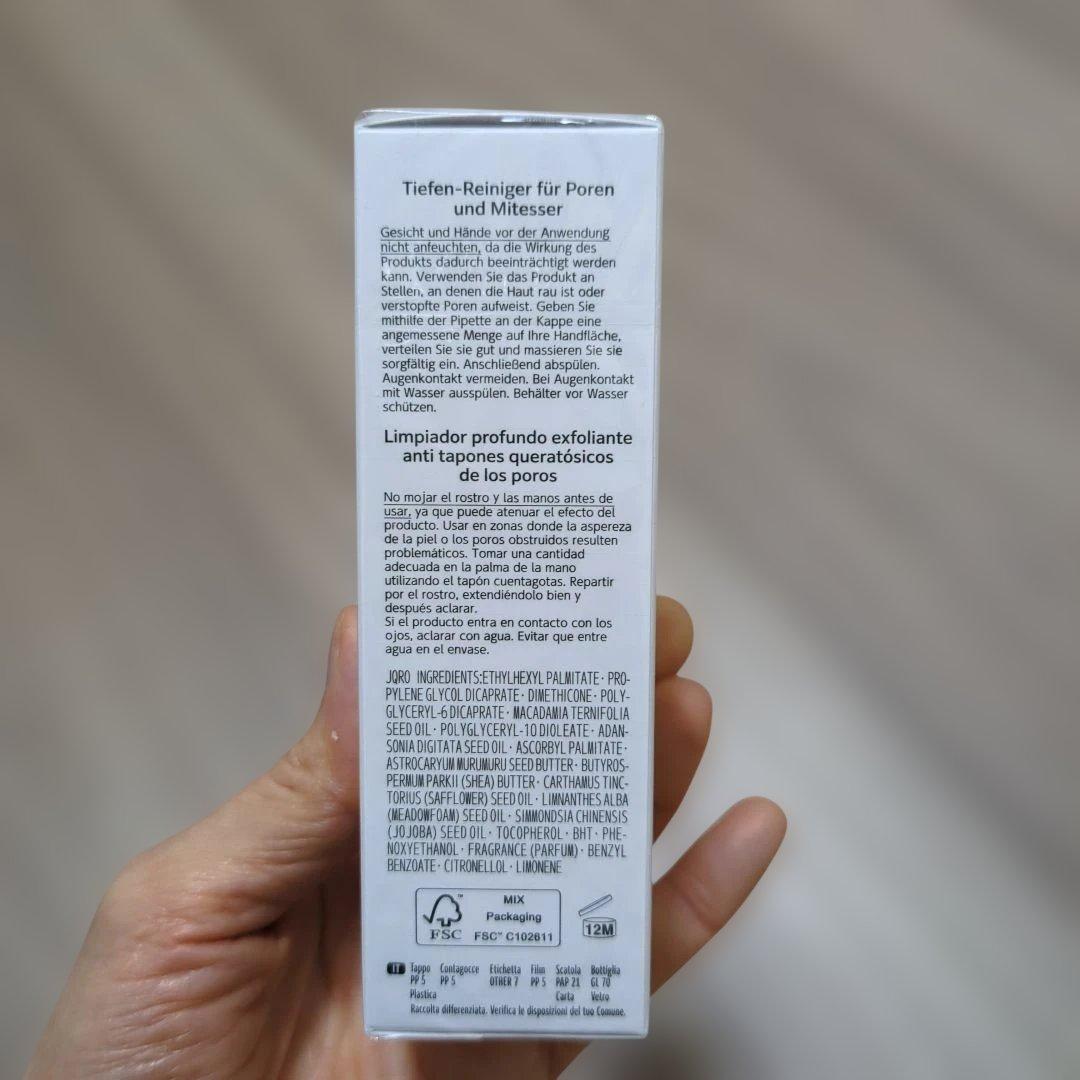 Tiefen-Reiniger für Poren
und Mitesser
Gesicht und Hände vor der Anwendung
nicht anfeuchten, da die Wirkung des
Produkts dadurch beeinträchtigt werden
kann. Verwenden Sie das Produkt an
Stellen, an denen die Haut rau ist oder
verstopfte Poren aufweist. Geben Sie
mithilfe der Pipette an der Kappe eine
angemessene Menge auf Ihre Handfläche,
verteilen Sie sie gut und massieren Sie sie
sorgfältig ein. Anschließend abspülen.
Augenkontakt vermeiden. Bei Augenkontakt
mit Wasser ausspülen. Behälter vor Wasser
schützen.
Limpiador profundo exfoliante
anti tapones queratósicos
de los poros
No mojar el rostro y las manos antes de
usar, ya que puede atenuar el efecto del
producto. Usar en zonas donde la aspereza
de la piel o los poros obstruidos resulten
problemáticos. Tomar una cantidad
adecuada en la palma de la mano
utilizando el tapón cuentagotas. Repartir
por el rostro, extendiéndolo bien y
después aclarar.
Si el producto entra en contacto con los
ojos, aclarar con agua. Evitar que entre
agua en el envase.
JQRO INGREDIENTS:ETHYLHEXYL PALMITATE · PRO-
PYLENE GLYCOL DICAPRATE · DIMETHICONE · POLY-
GLYCERYL-6 DICAPRATE · MACADAMIA TERNIFOLIA
SEED OIL · POLYGLYCERYL-10 DIOLEATE · ADAN-
SONIA DIGITATA SEED OIL · ASCORBYL PALMITATE ·
ASTROCARYUM MURUMURU SEED BUTTER · BUTYROS-
PERMUM PARKII (SHEA) BUTTER · CARTHAMUS TINC-
TORIUS (SAFFLOWER) SEED OIL · LIMNANTHES ALBA
(MEADOWFOAM) SEED OIL · SIMMONDSIA CHINENSIS
(JOJOBA) SEED OIL · TOCOPHEROL · BHT · PHE-
NOXYETHANOL · FRAGRANCE (PARFUM) · BENZYL
BENZOATE · CITRONELLOL · LIMONENE
FSC™
MIX
Packaging
FSC™ C102611
12M
IT Tappo Contagocce Etichetta Film Scatola Bottiglia
PP 5 PP 5 OTHER 7 PP 5 PAP 21 GL 70
Plastica Carta Vetro
Raccolta differenziata. Verifica le disposizioni del tuo Comune.